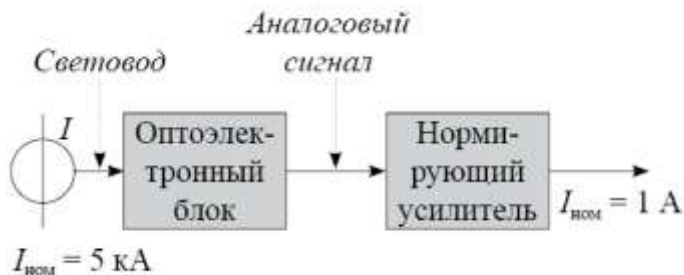 Аналоговый
сигнал
Световод
I
Оптоэлек-
тронный
блок
Норми-
рующий
усилитель
Iном = 1 А
Iном = 5 кА